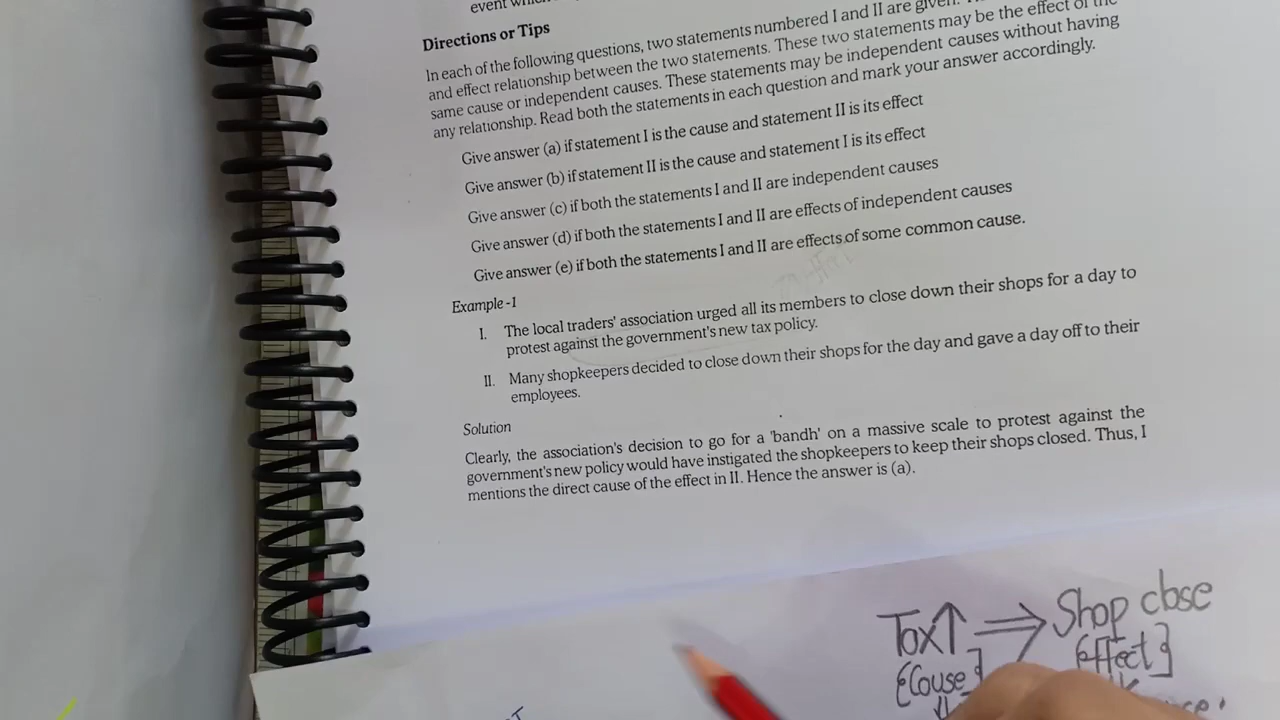 event
Directions or Tips
In each of the following questions, two statements numbered I and II are given.
and effect relationship between the two statements. These two statements may be the effect of the
same cause or independent causes. These statements may be independent causes without having
any relationship. Read both the statements in each question and mark your answer accordingly.
Give answer (a) if statement I is the cause and statement II is its effect
Give answer (b) if statement II is the cause and statement I is its effect
Give answer (c) if both the statements I and II are independent causes
Give answer (d) if both the statements I and II are effects of independent causes
Give answer (e) if both the statements I and II are effects of some common cause.
Example -1
I. The local traders' association urged all its members to close down their shops for a day to
protest against the government's new tax policy.
II. Many shopkeepers decided to close down their shops for the day and gave a day off to their
employees.
Solution
Clearly, the association's decision to go for a 'bandh' on a massive scale to protest against the
government's new policy would have instigated the shopkeepers to keep their shops closed. Thus, I
mentions the direct cause of the effect in II. Hence the answer is (a).
Tax↑ ⇒ Shop close
{Cause} {Effect}